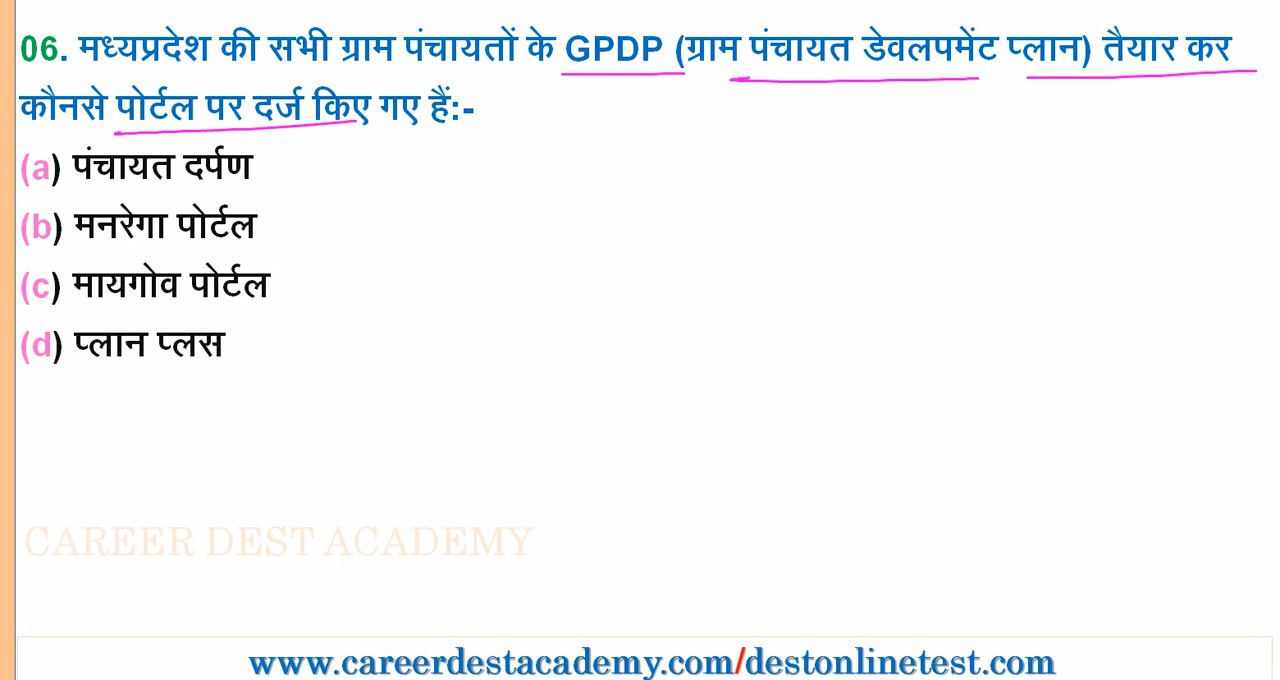 06. मध्यप्रदेश की सभी ग्राम पंचायतों के GPDP (ग्राम पंचायत डेवलपमेंट प्लान) तैयार कर
कौनसे पोर्टल पर दर्ज किए गए हैं:-
(a) पंचायत दर्पण
(b) मनरेगा पोर्टल
(c) मायगोव पोर्टल
(d) प्लान प्लस
CAREER DEST ACADEMY
www.careerdestacademy.com/destonlinetest.com